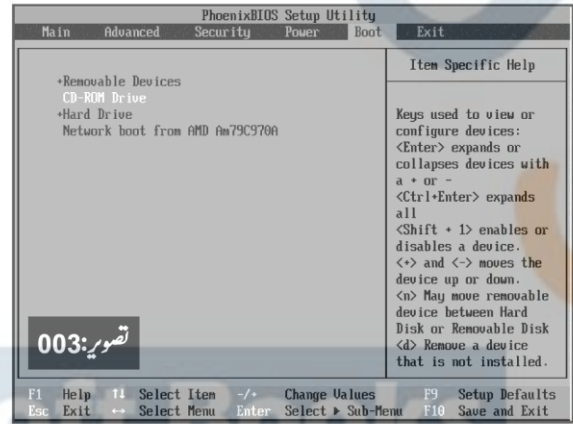 PhoenixBIOS Setup Utility
Main Advanced Security Power Boot Exit
Item Specific Help
+Removable Devices
CD-ROM Drive
+Hard Drive
Network boot from AMD Am79C970A
Keys used to view or
configure devices:
<Enter> expands or
collapses devices with
a + or -
<Ctrl+Enter> expands
all
<Shift + 1> enables or
disables a device.
<+> and <-> moves the
device up or down.
<n> May move removable
device between Hard
Disk or Removable Disk
<d> Remove a device
that is not installed.
تصویر:003
F1 Help ↑↓ Select Item -/+ Change Values F9 Setup Defaults
Esc Exit ↔ Select Menu Enter Select ▶ Sub-Menu F10 Save and Exit